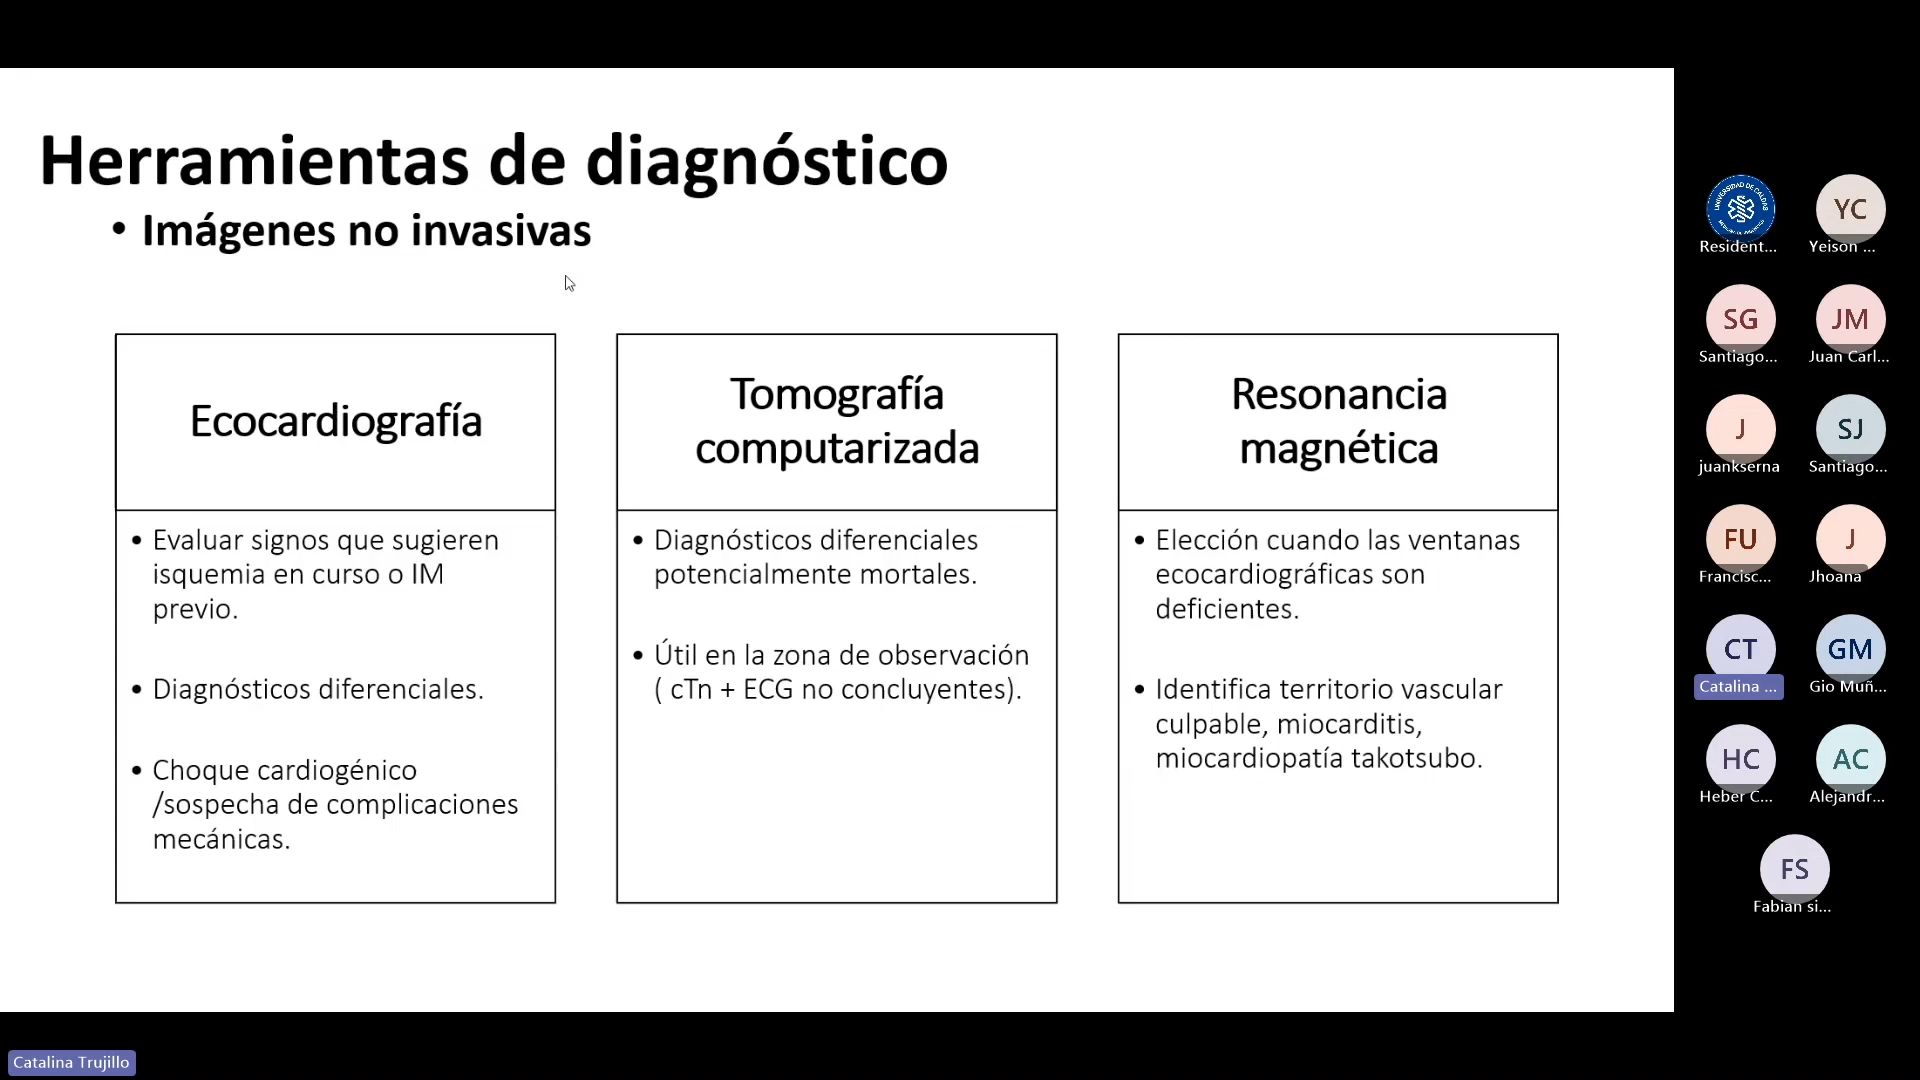 Herramientas de diagnóstico
• Imágenes no invasivas
Ecocardiografía
• Evaluar signos que sugieren
isquemia en curso o IM
previo.
• Diagnósticos diferenciales.
• Choque cardiogénico
/sospecha de complicaciones
mecánicas.
Tomografía
computarizada
• Diagnósticos diferenciales
potencialmente mortales.
• Útil en la zona de observación
( cTn + ECG no concluyentes).
Resonancia
magnética
• Elección cuando las ventanas
ecocardiográficas son
deficientes.
• Identifica territorio vascular
culpable, miocarditis,
miocardiopatía takotsubo.
UNIVERSIDAD DE CALDAS
Resident...
YC
Yeison ...
SG
Santiago...
JM
Juan Carl...
J
juankserna
SJ
Santiago...
FU
Francisc...
J
Jhoana
CT
Catalina ...
GM
Gio Muñ...
HC
Heber C...
AC
Alejandr...
FS
Fabian si...
Catalina Trujillo